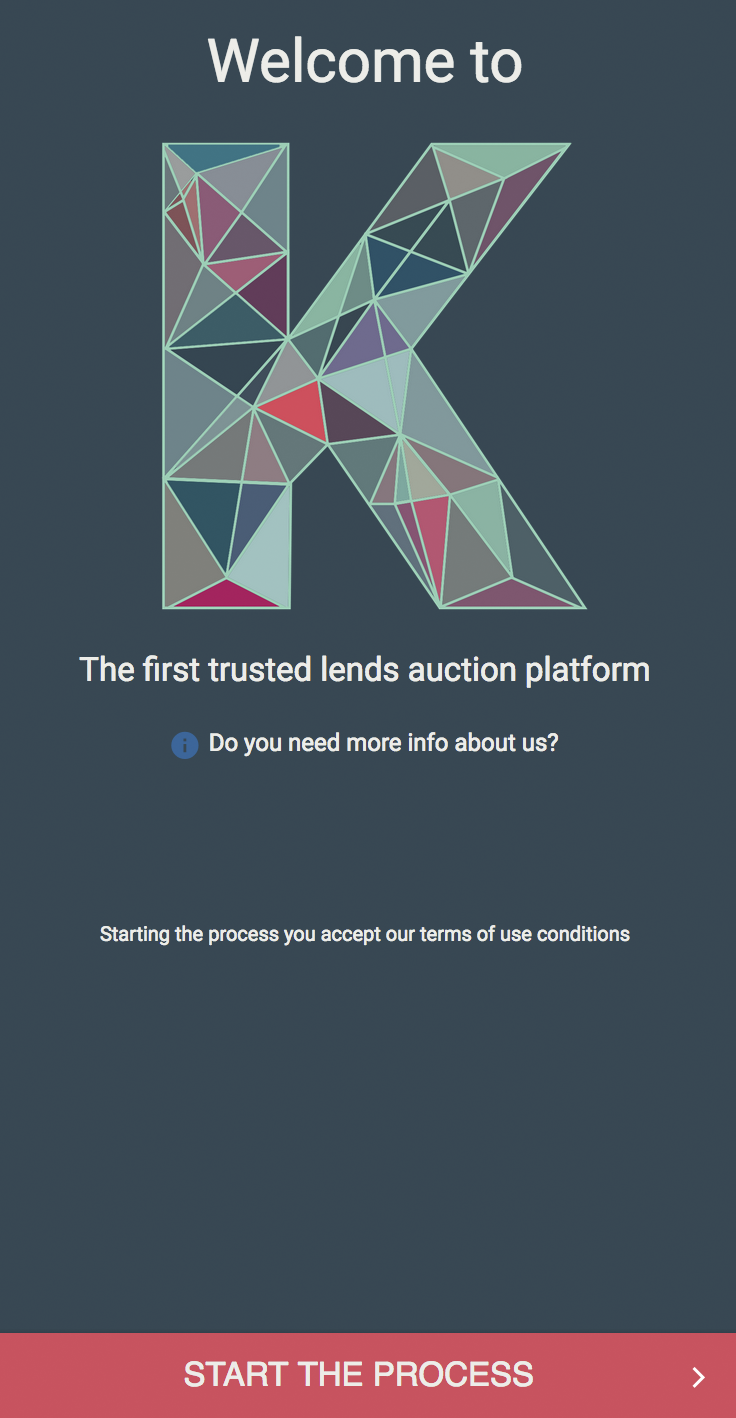 Welcome to
K
The first trusted lends auction platform
Do you need more info about us?
Starting the process you accept our terms of use conditions
START THE PROCESS